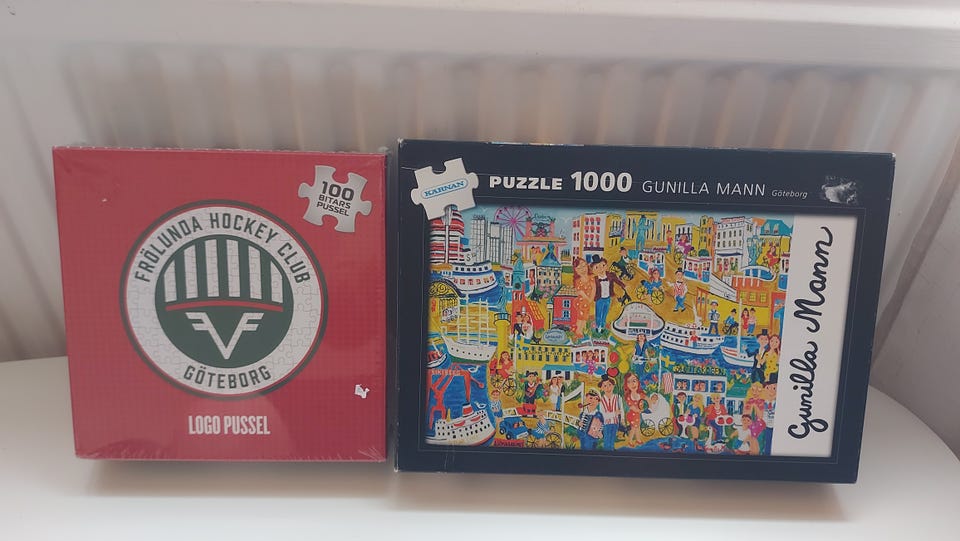 100
BITARS
PUSSEL
FRÖLUNDA HOCKEY CLUB
GÖTEBORG
LOGO PUSSEL
KÄRNAN
PUZZLE 1000 GUNILLA MANN Göteborg
Gunilla Mann